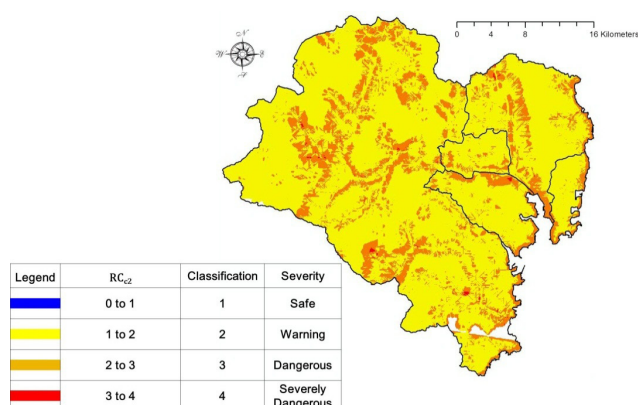 N
W
S
0 4 8 16 Kilometers
Legend RCc2 Classification Severity
0 to 1 1 Safe
1 to 2 2 Warning
2 to 3 3 Dangerous
3 to 4 4 Severely
Dangerous